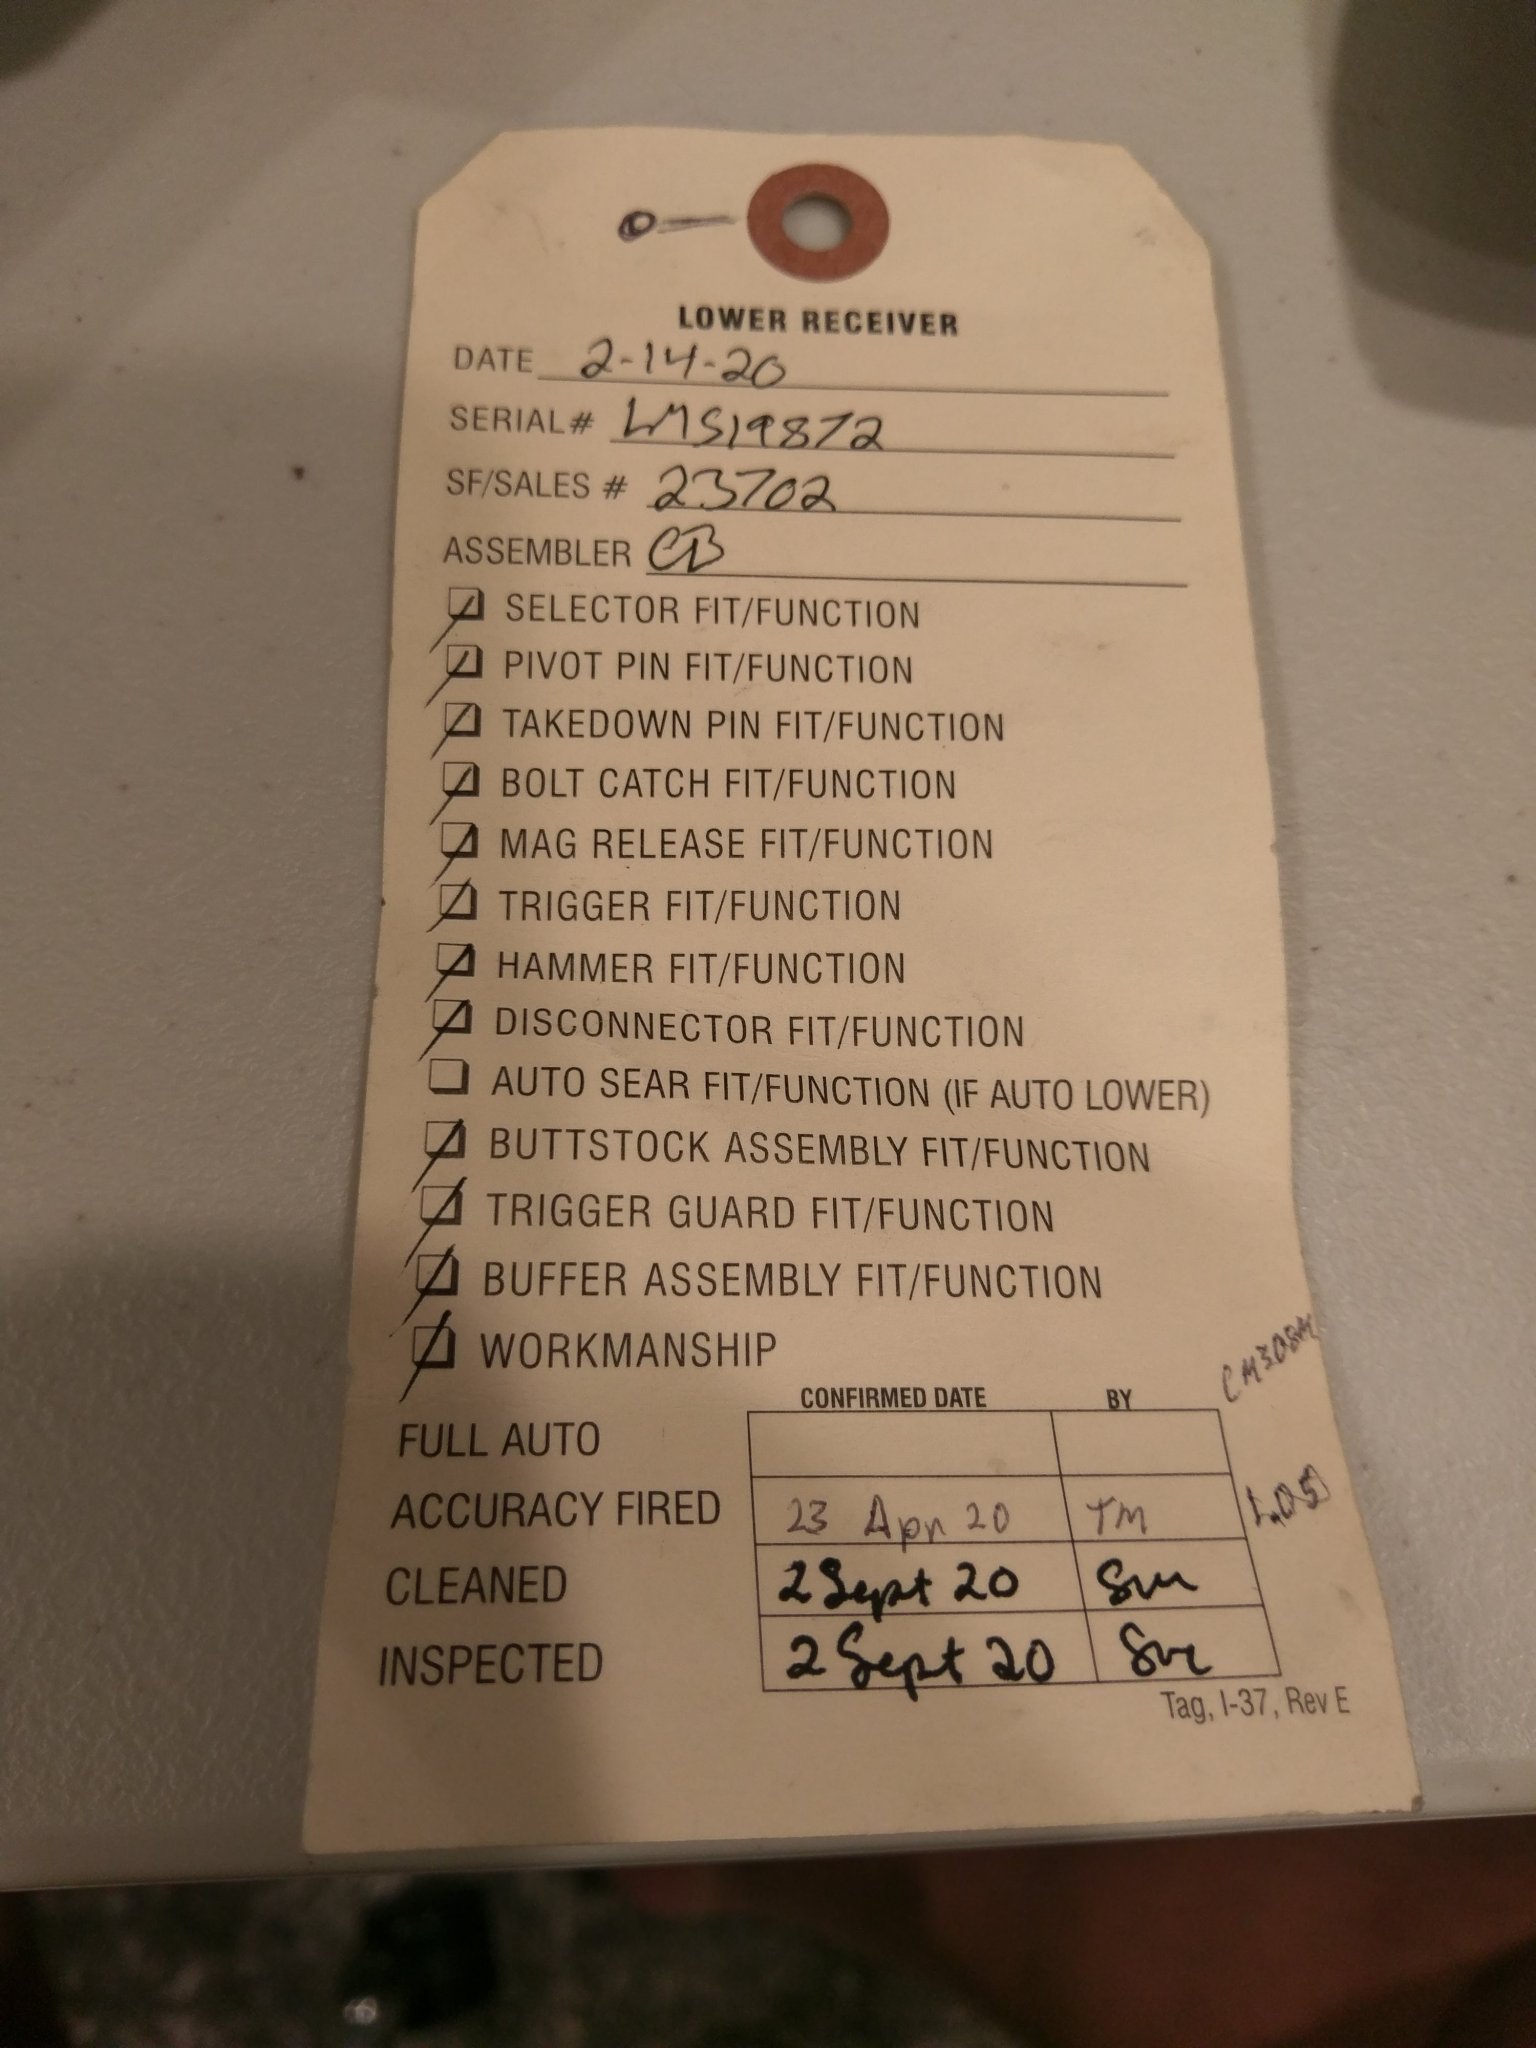 LOWER RECEIVER
DATE 2-14-20
SERIAL# LMS19872
SF/SALES # 23702
ASSEMBLER CB
SELECTOR FIT/FUNCTION
PIVOT PIN FIT/FUNCTION
TAKEDOWN PIN FIT/FUNCTION
BOLT CATCH FIT/FUNCTION
MAG RELEASE FIT/FUNCTION
TRIGGER FIT/FUNCTION
HAMMER FIT/FUNCTION
DISCONNECTOR FIT/FUNCTION
AUTO SEAR FIT/FUNCTION (IF AUTO LOWER)
BUTTSTOCK ASSEMBLY FIT/FUNCTION
TRIGGER GUARD FIT/FUNCTION
BUFFER ASSEMBLY FIT/FUNCTION
WORKMANSHIP
CONFIRMED DATE BY
FULL AUTO
ACCURACY FIRED 23 Apr 20 TM
CLEANED 2 Sept 20
INSPECTED 2 Sept 20
Tag, I-37, Rev E